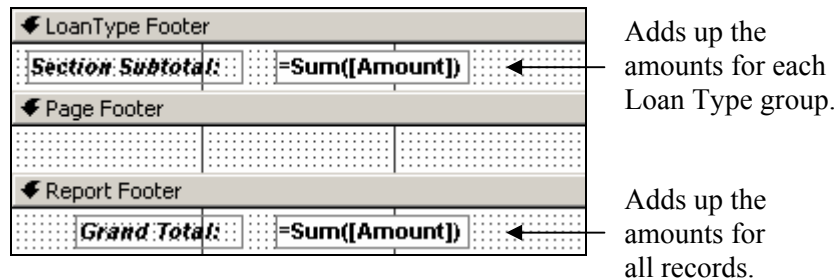 LoanType Footer
Section Subtotal: =Sum([Amount])
Adds up the
amounts for each
Loan Type group.
Page Footer
Report Footer
Grand Total: =Sum([Amount])
Adds up the
amounts for
all records.